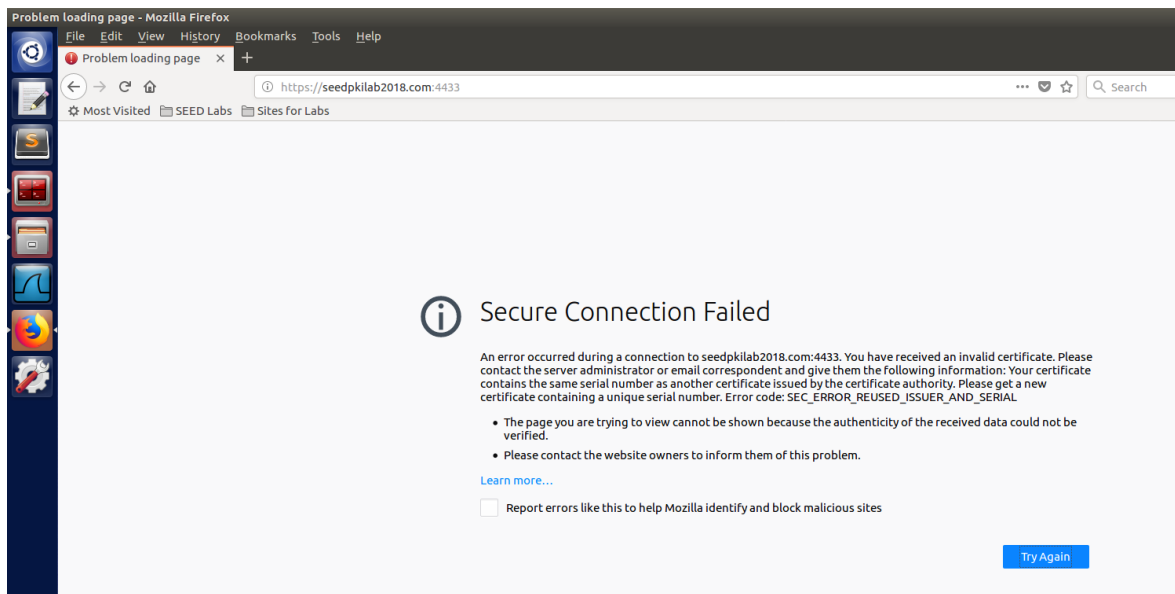 Problem loading page - Mozilla Firefox
File Edit View History Bookmarks Tools Help
Problem loading page × +
https://seedpkilab2018.com:4433
Search
Most Visited SEED Labs Sites for Labs
S
Secure Connection Failed
An error occurred during a connection to seedpkilab2018.com:4433. You have received an invalid certificate. Please
contact the server administrator or email correspondent and give them the following information: Your certificate
contains the same serial number as another certificate issued by the certificate authority. Please get a new
certificate containing a unique serial number. Error code: SEC_ERROR_REUSED_ISSUER_AND_SERIAL
• The page you are trying to view cannot be shown because the authenticity of the received data could not be
verified.
• Please contact the website owners to inform them of this problem.
Learn more…
Report errors like this to help Mozilla identify and block malicious sites
Try Again